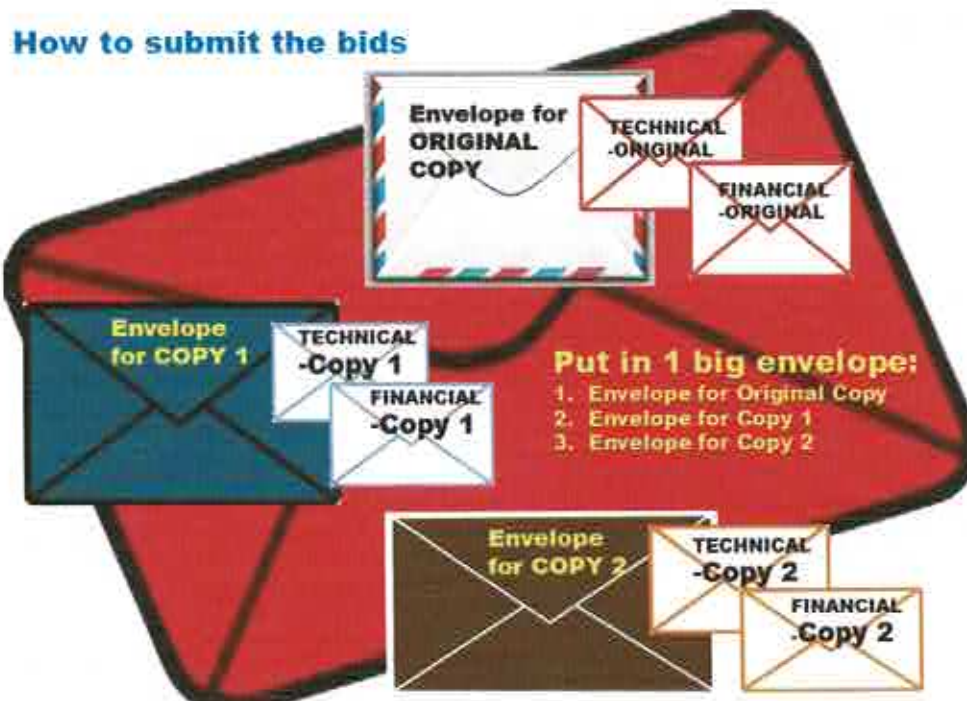 How to submit the bids
Envelope for
ORIGINAL
COPY
TECHNICAL
-ORIGINAL
FINANCIAL
-ORIGINAL
Envelope
for COPY 1
TECHNICAL
-Copy 1
FINANCIAL
-Copy 1
Put in 1 big envelope:
1. Envelope for Original Copy
2. Envelope for Copy 1
3. Envelope for Copy 2
Envelope
for COPY 2
TECHNICAL
-Copy 2
FINANCIAL
-Copy 2